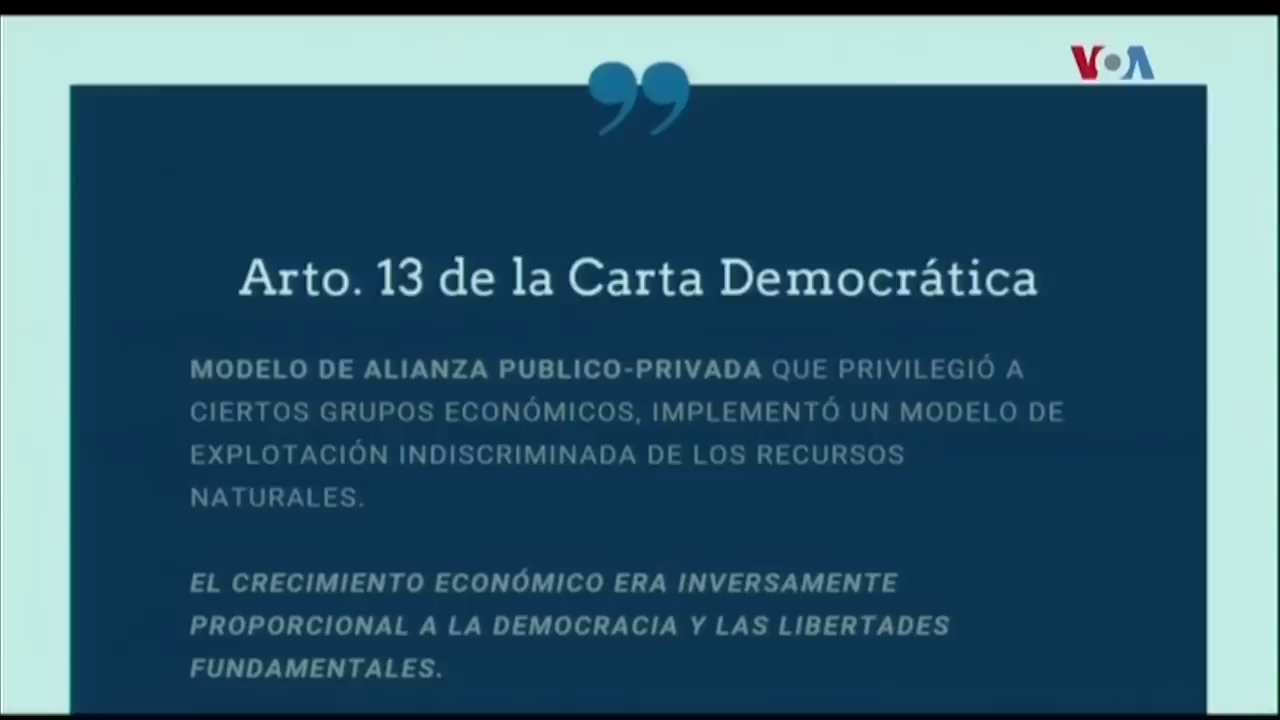 VOA
Arto. 13 de la Carta Democrática
MODELO DE ALIANZA PUBLICO-PRIVADA QUE PRIVILEGIÓ A
CIERTOS GRUPOS ECONÓMICOS, IMPLEMENTÓ UN MODELO DE
EXPLOTACIÓN INDISCRIMINADA DE LOS RECURSOS
NATURALES.
EL CRECIMIENTO ECONÓMICO ERA INVERSAMENTE
PROPORCIONAL A LA DEMOCRACIA Y LAS LIBERTADES
FUNDAMENTALES.